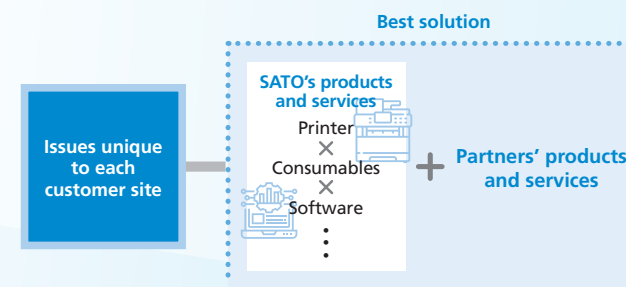 Best solution
Issues unique
to each
customer site
SATO’s products
and services
Printer
×
Consumables
×
Software
⋮
+
Partners’ products
and services